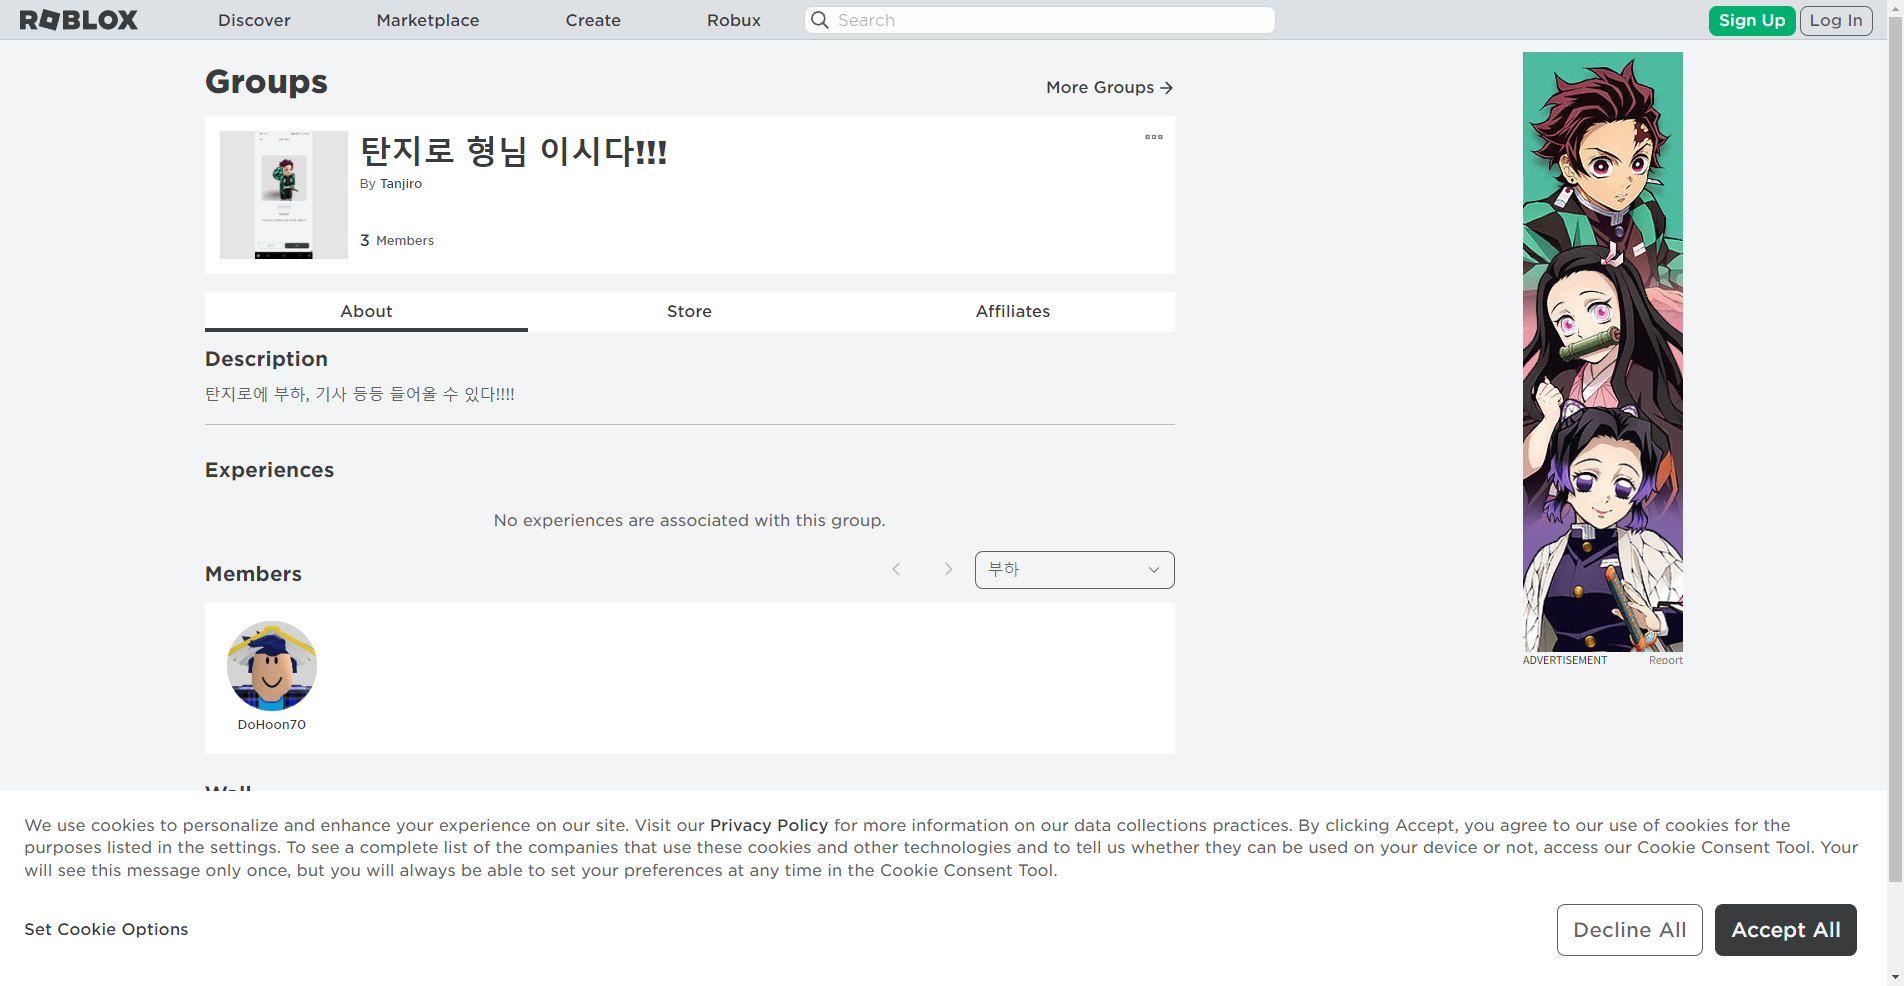 ROBLOX Discover Marketplace Create Robux Search Sign Up Log In
Groups
More Groups
탄지로 형님 이시다!!!
By Tanjiro
3 Members
About Store Affiliates
Description
탄지로에 부하, 기사 등등 들어올 수 있다!!!!
Experiences
No experiences are associated with this group.
Members
부하
DoHoon70
ADVERTISEMENT Report
Wall
We use cookies to personalize and enhance your experience on our site. Visit our Privacy Policy for more information on our data collections practices. By clicking Accept, you agree to our use of cookies for the
purposes listed in the settings. To see a complete list of the companies that use these cookies and other technologies and to tell us whether they can be used on your device or not, access our Cookie Consent Tool. Your
will see this message only once, but you will always be able to set your preferences at any time in the Cookie Consent Tool.
Set Cookie Options
Decline All
Accept All